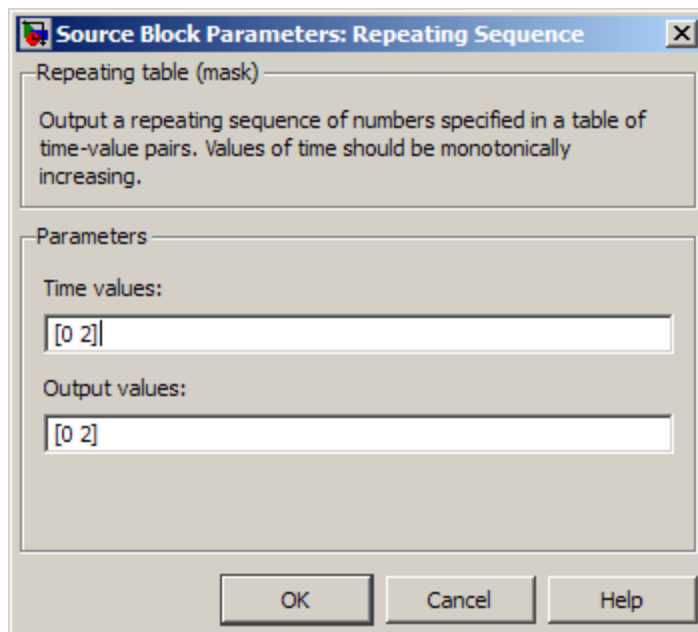 Source Block Parameters: Repeating Sequence
Repeating table (mask)
Output a repeating sequence of numbers specified in a table of
time-value pairs. Values of time should be monotonically
increasing.
Parameters
Time values:
[0 2]
Output values:
[0 2]
OK Cancel Help